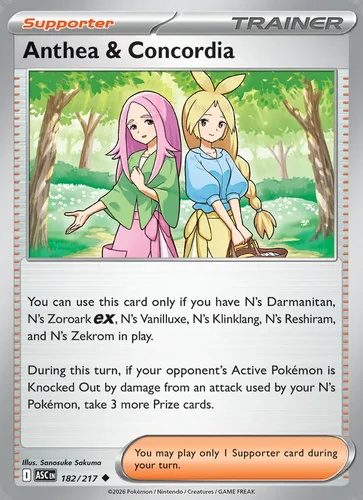 Supporter TRAINER
Anthea & Concordia
You can use this card only if you have N's Darmanitan,
N's Zoroark ex, N's Vanilluxe, N's Klinklang, N's Reshiram,
and N's Zekrom in play.
During this turn, if your opponent's Active Pokémon is
Knocked Out by damage from an attack used by your N's
Pokémon, take 3 more Prize cards.
Illus. Sanosuke Sakuma
I ASC EN 182/217 ◆
You may play only 1 Supporter card during
your turn.
©2026 Pokémon / Nintendo / Creatures / GAME FREAK